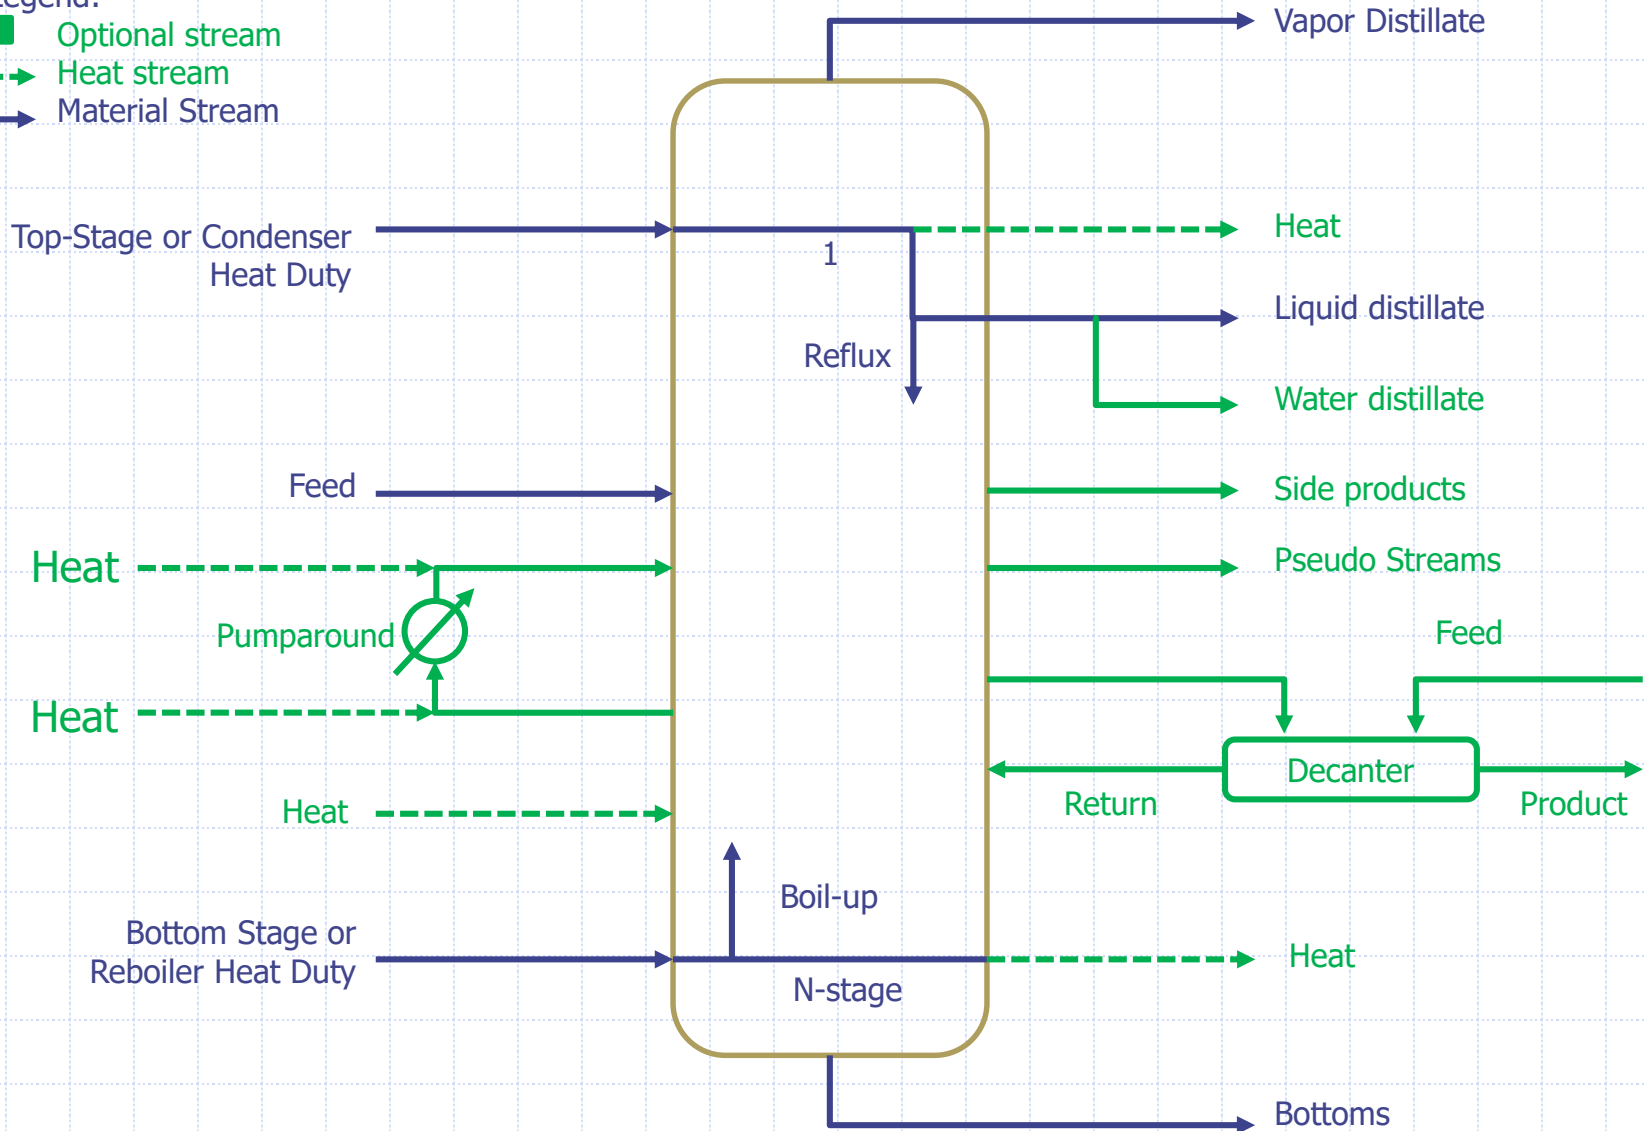 Legend:
Optional stream
Heat stream
Material Stream
Vapor Distillate
Top-Stage or Condenser
Heat Duty
1
Heat
Liquid distillate
Reflux
Water distillate
Feed
Side products
Heat
Pseudo Streams
Pumparound
Feed
Heat
Decanter
Heat
Return
Product
Boil-up
Bottom Stage or
Reboiler Heat Duty
Heat
N-stage
Bottoms